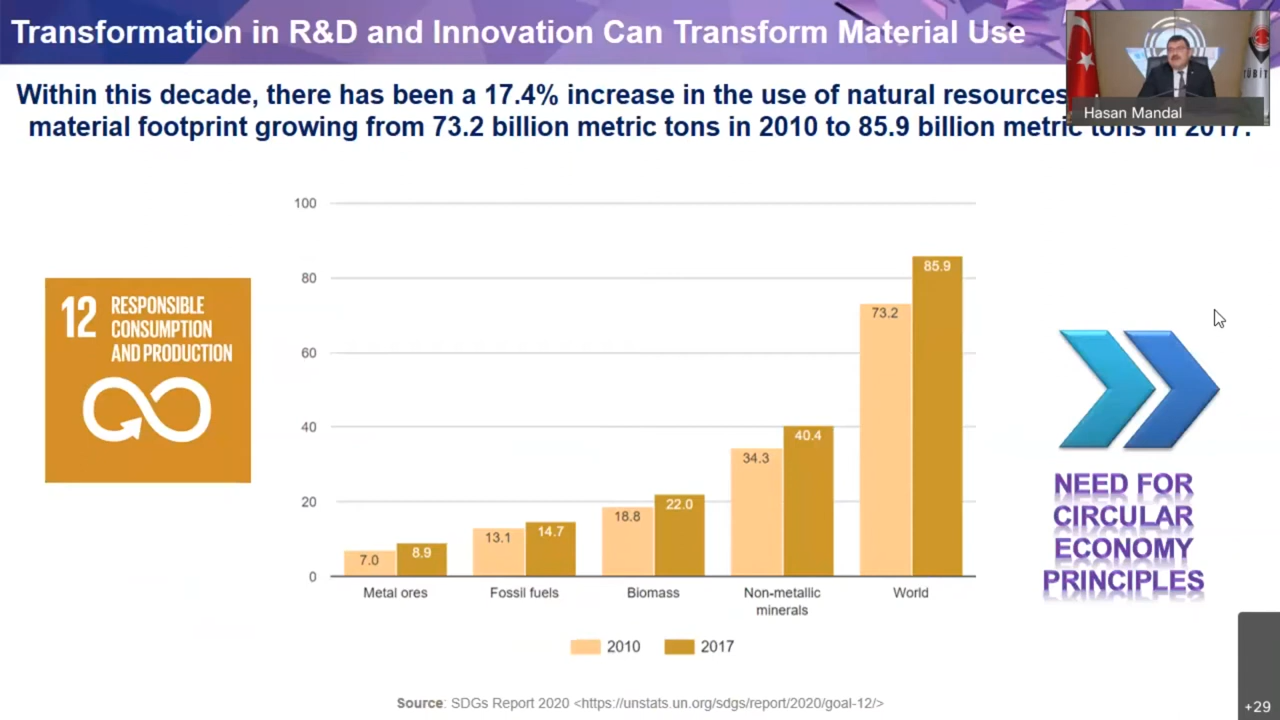 Transformation in R&D and Innovation Can Transform Material Use
Within this decade, there has been a 17.4% increase in the use of natural resources
material footprint growing from 73.2 billion metric tons in 2010 to 85.9 billion metric tons in 2017.
TÜBİT
Hasan Mandal
12 RESPONSIBLE
CONSUMPTION
AND PRODUCTION
100
80
60
40
20
0
7.0
8.9
13.1
14.7
18.8
22.0
34.3
40.4
73.2
85.9
Metal ores
Fossil fuels
Biomass
Non-metallic
minerals
World
2010
2017
NEED FOR
CIRCULAR
ECONOMY
PRINCIPLES
Source: SDGs Report 2020 <https://unstats.un.org/sdgs/report/2020/goal-12/>
+29